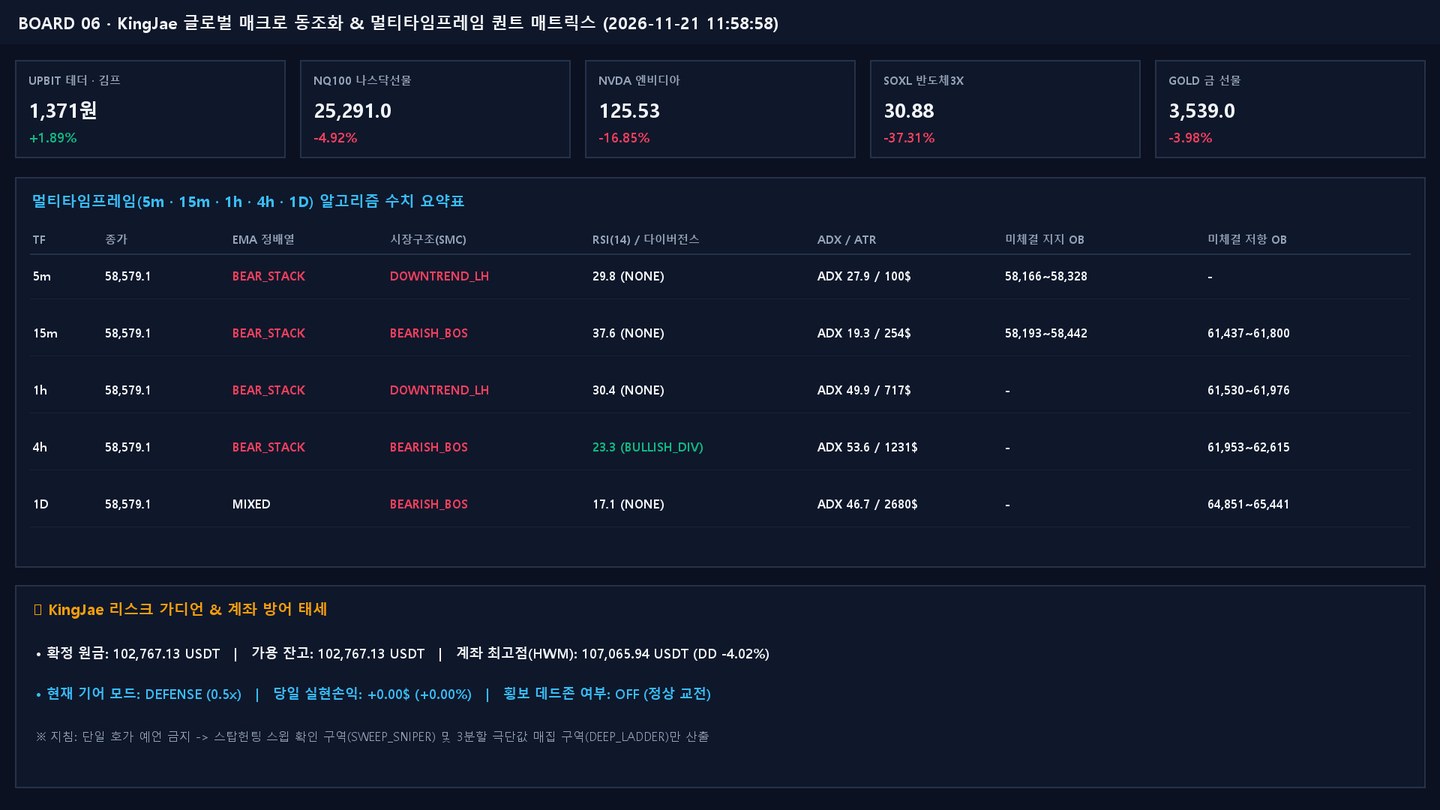 BOARD 06 · KingJae 글로벌 매크로 동조화 & 멀티타임프레임 퀀트 매트릭스 (2026-11-21 11:58:58)
UPBIT 테더 · 김프
1,371원
+1.89%
NQ100 나스닥선물
25,291.0
-4.92%
NVDA 엔비디아
125.53
-16.85%
SOXL 반도체3X
30.88
-37.31%
GOLD 금 선물
3,539.0
-3.98%
멀티타임프레임(5m · 15m · 1h · 4h · 1D) 알고리즘 수치 요약표
TF 종가 EMA 정배열 시장구조(SMC) RSI(14) / 다이버전스 ADX / ATR 미체결 지지 OB 미체결 저항 OB
5m 58,579.1 BEAR_STACK DOWNTREND_LH 29.8 (NONE) ADX 27.9 / 100$ 58,166~58,328 -
15m 58,579.1 BEAR_STACK BEARISH_BOS 37.6 (NONE) ADX 19.3 / 254$ 58,193~58,442 61,437~61,800
1h 58,579.1 BEAR_STACK DOWNTREND_LH 30.4 (NONE) ADX 49.9 / 717$ - 61,530~61,976
4h 58,579.1 BEAR_STACK BEARISH_BOS 23.3 (BULLISH_DIV) ADX 53.6 / 1231$ - 61,953~62,615
1D 58,579.1 MIXED BEARISH_BOS 17.1 (NONE) ADX 46.7 / 2680$ - 64,851~65,441
KingJae 리스크 가디언 & 계좌 방어 태세
• 확정 원금: 102,767.13 USDT | 가용 잔고: 102,767.13 USDT | 계좌 최고점(HWM): 107,065.94 USDT (DD -4.02%)
• 현재 기어 모드: DEFENSE (0.5x) | 당일 실현손익: +0.00$ (+0.00%) | 횡보 데드존 여부: OFF (정상 교전)
※ 지침: 단일 호가 예언 금지 -> 스탑헌팅 스윕 확인 구역(SWEEP_SNIPER) 및 3분할 극단값 매집 구역(DEEP_LADDER)만 산출